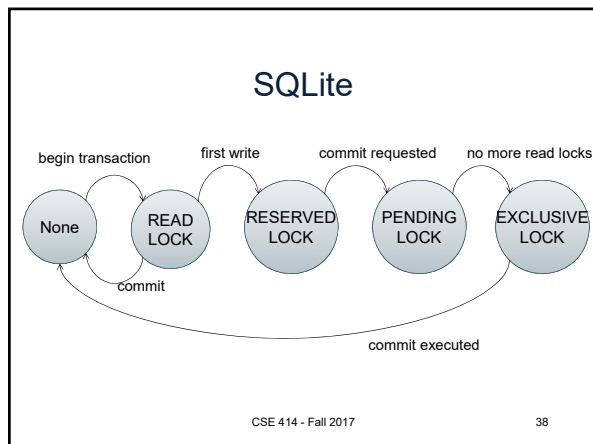 SQLite
begin transaction
first write
commit requested
no more read locks
None
READ
LOCK
RESERVED
LOCK
PENDING
LOCK
EXCLUSIVE
LOCK
commit
commit executed
CSE 414 - Fall 2017
38